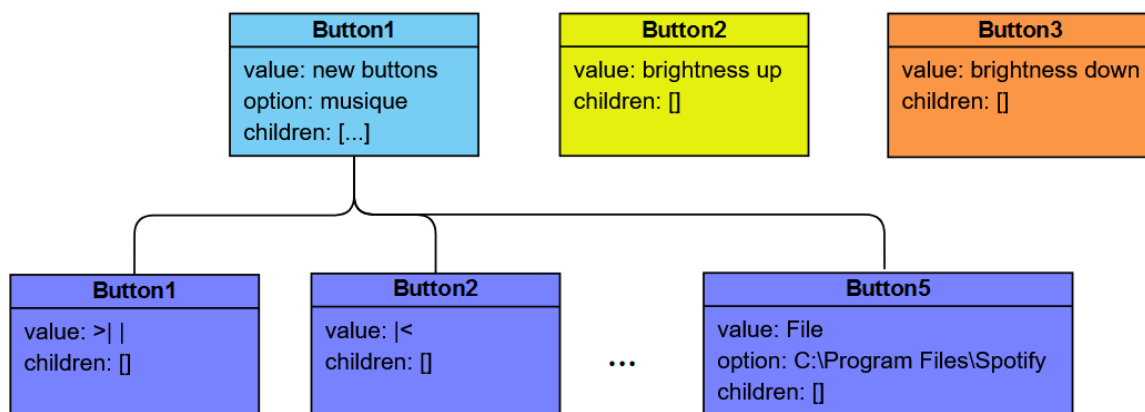 Button1
value: new buttons
option: musique
children: [...]
Button2
value: brightness up
children: []
Button3
value: brightness down
children: []
Button1
value: >| |
children: []
Button2
value: |<
children: []
...
Button5
value: File
option: C:\Program Files\Spotify
children: []